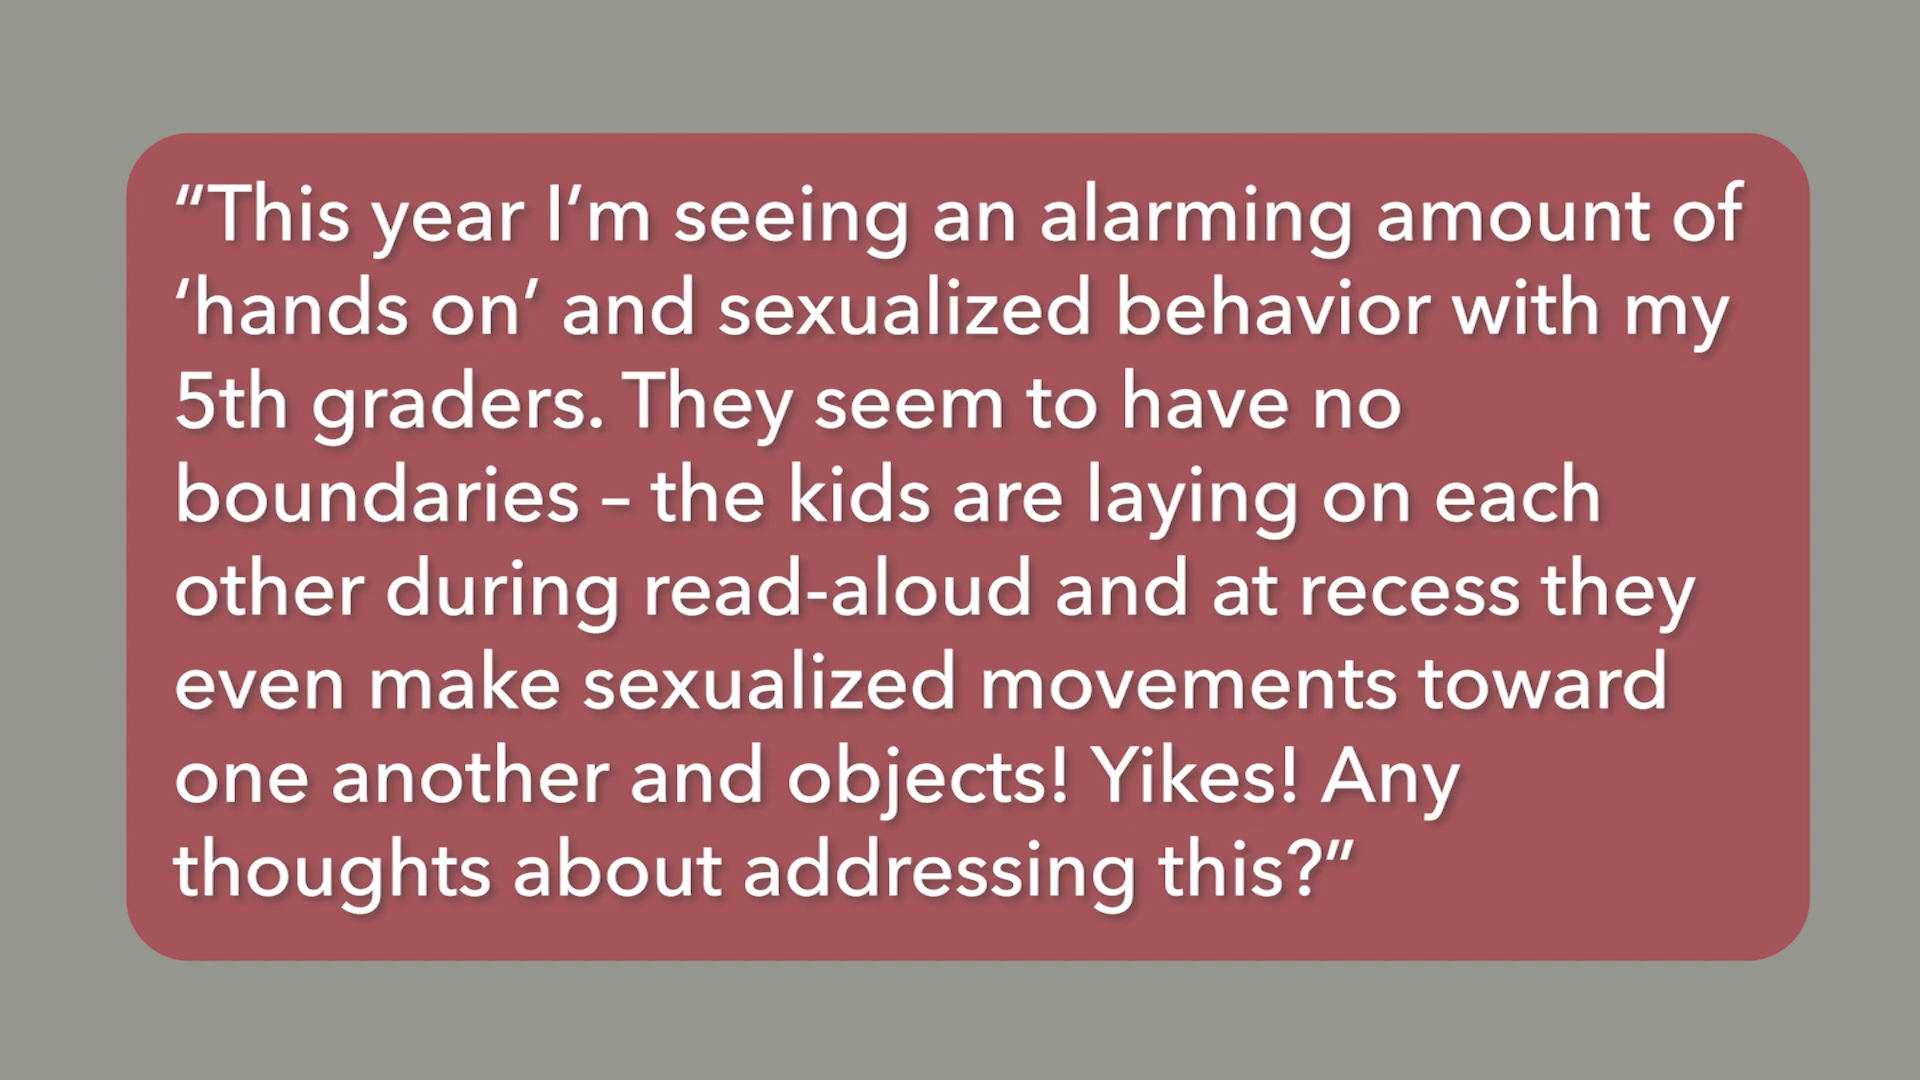 “This year I’m seeing an alarming amount of
‘hands on’ and sexualized behavior with my
5th graders. They seem to have no
boundaries – the kids are laying on each
other during read-aloud and at recess they
even make sexualized movements toward
one another and objects! Yikes! Any
thoughts about addressing this?”